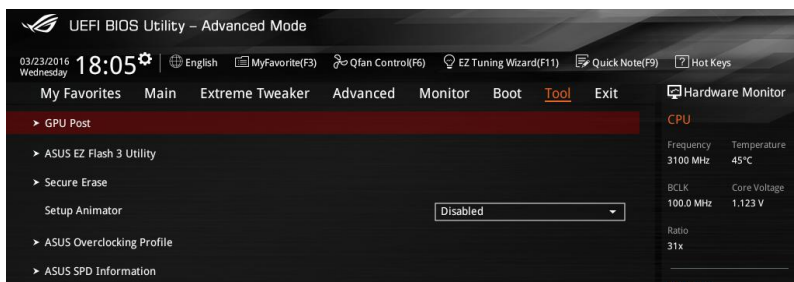 UEFI BIOS Utility – Advanced Mode
03/23/2016 Wednesday 18:05 English MyFavorite(F3) Qfan Control(F6) EZ Tuning Wizard(F11) Quick Note(F9) ? Hot Keys
My Favorites Main Extreme Tweaker Advanced Monitor Boot Tool Exit
Hardware Monitor
> GPU Post
> ASUS EZ Flash 3 Utility
> Secure Erase
Setup Animator Disabled
> ASUS Overclocking Profile
> ASUS SPD Information
CPU
Frequency Temperature
3100 MHz 45°C
BCLK Core Voltage
100.0 MHz 1.123 V
Ratio
31x